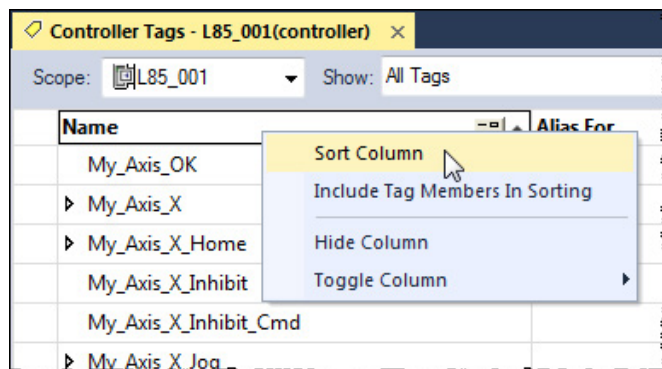 Controller Tags - L85_001(controller)
Scope: L85_001 Show: All Tags
Name Alias For
My_Axis_OK
My_Axis_X
My_Axis_X_Home
My_Axis_X_Inhibit
My_Axis_X_Inhibit_Cmd
My_Axis_X_Jog
Sort Column
Include Tag Members In Sorting
Hide Column
Toggle Column